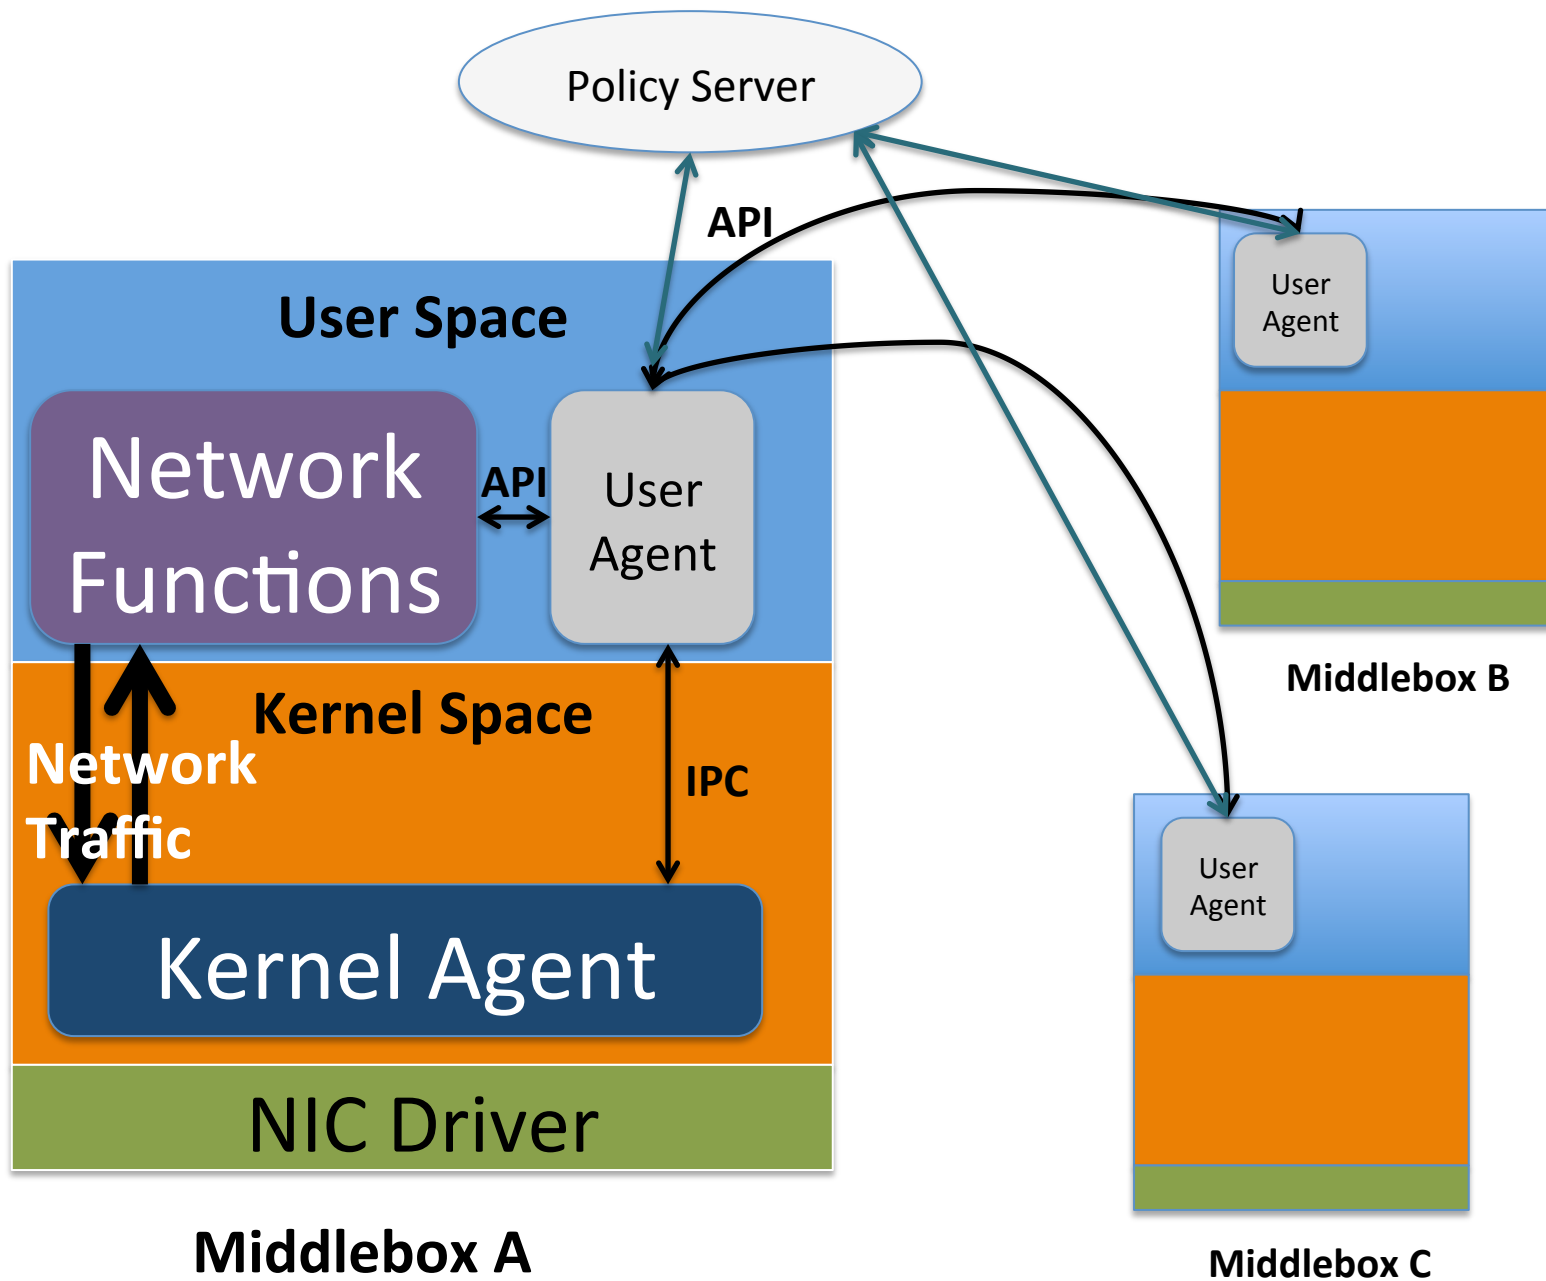 Policy Server
API
User Space
Network
Functions
API
User
Agent
Kernel Space
Network
Traffic
IPC
Kernel Agent
NIC Driver
Middlebox A
User
Agent
Middlebox B
User
Agent
Middlebox C